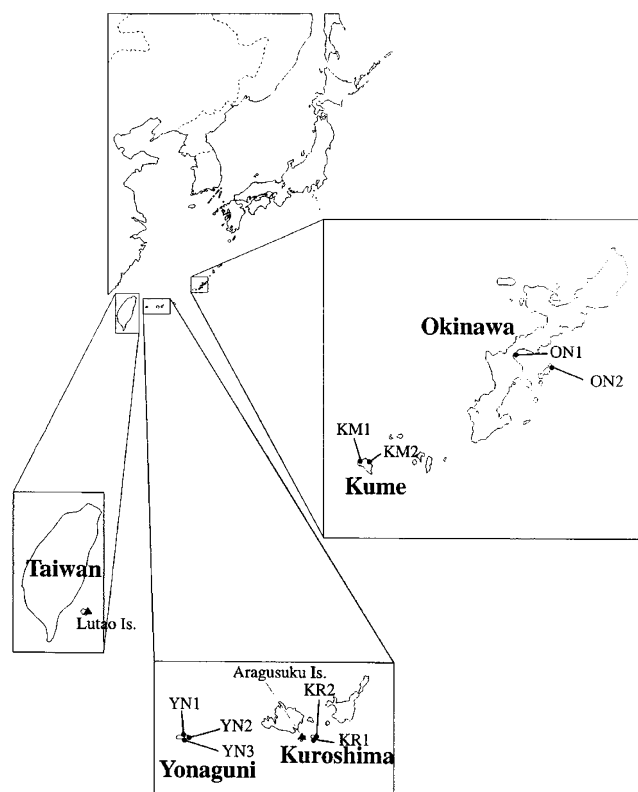 Okinawa
ON1
ON2
KM1
KM2
Kume
Taiwan
Lutao Is.
Aragusuku Is.
YN1
KR2
YN2
KR1
YN3
Yonaguni
Kuroshima